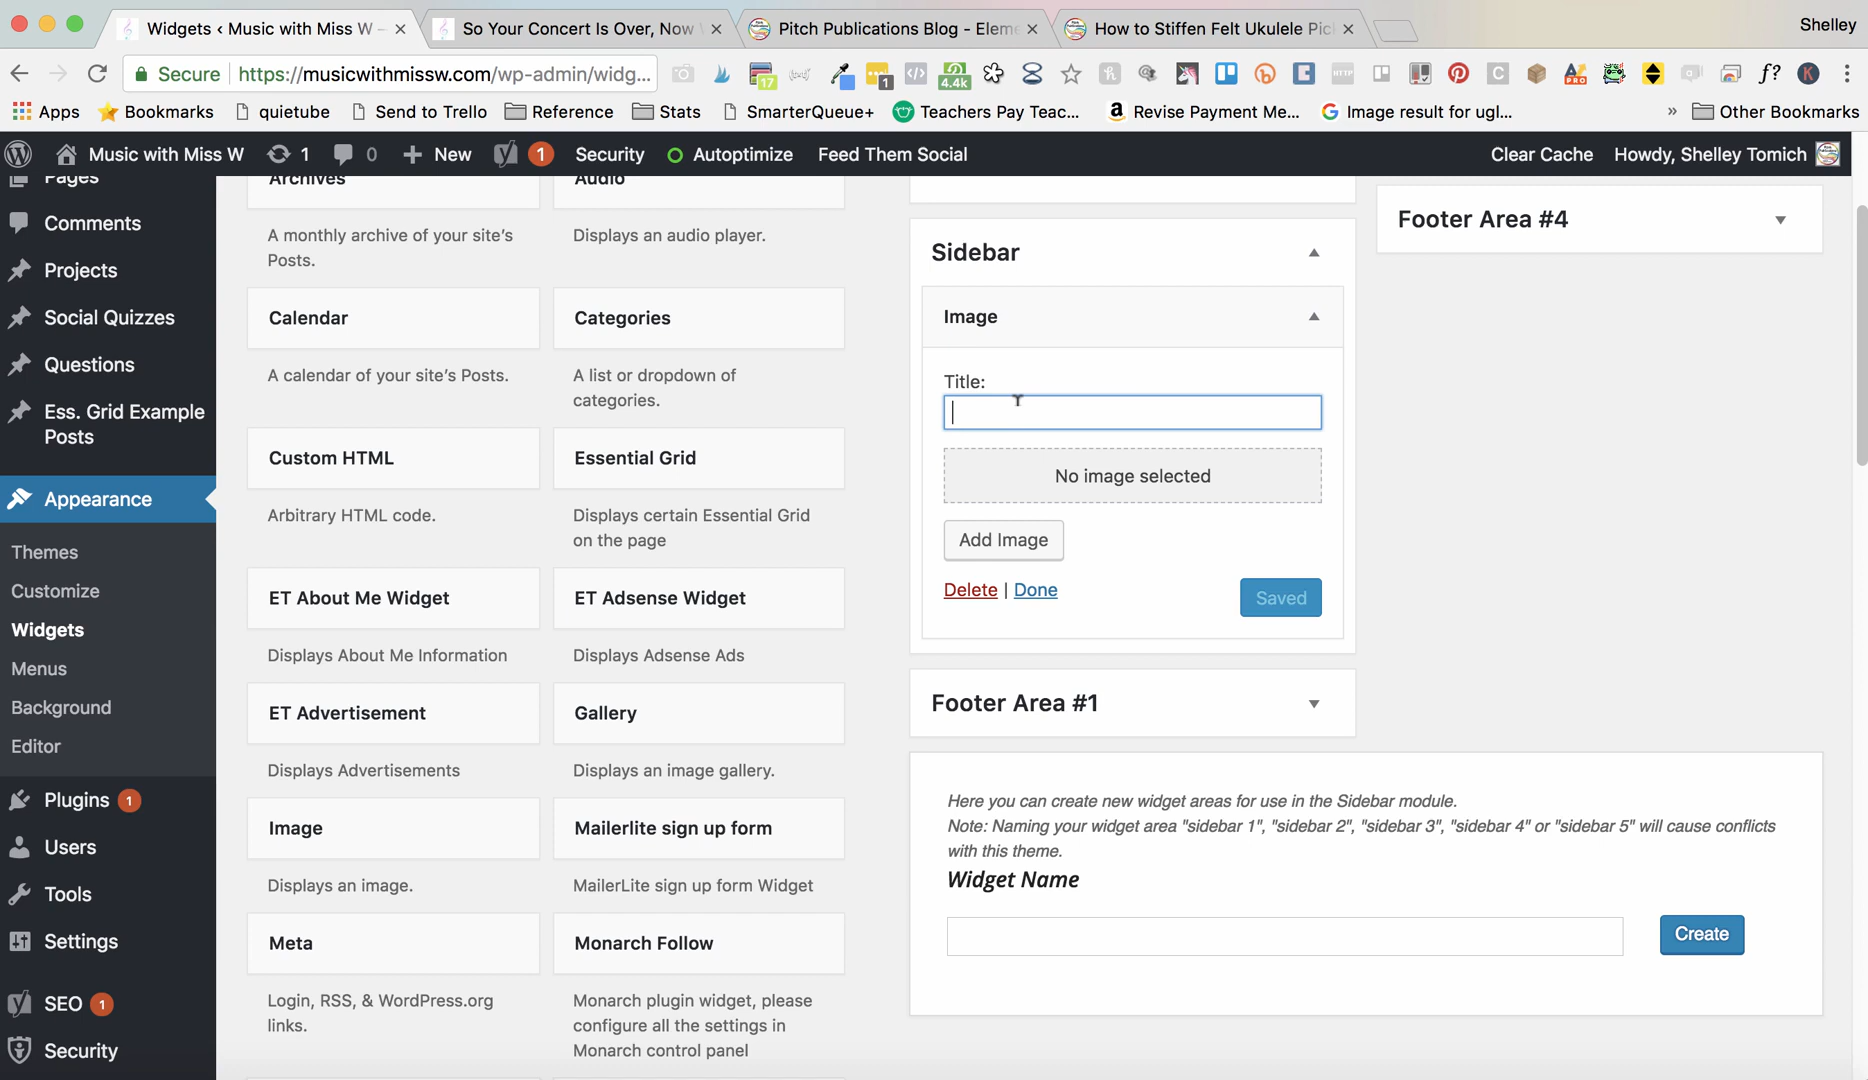 Widgets ‹ Music with Miss W –
So Your Concert Is Over, Now
Pitch Publications Blog - Eleme
How to Stiffen Felt Ukulele Pic
Shelley
Secure
https://musicwithmissw.com/wp-admin/widg...
17
1
4.4k
HTTP
PRO
f?
K
Apps
Bookmarks
quietube
Send to Trello
Reference
Stats
SmarterQueue+
Teachers Pay Teac...
Revise Payment Me...
Image result for ugl...
»
Other Bookmarks
Music with Miss W
1
0
New
1
Security
Autoptimize
Feed Them Social
Clear Cache
Howdy, Shelley Tomich
Pages
Comments
Projects
Social Quizzes
Questions
Ess. Grid Example
Posts
Appearance
Themes
Customize
Widgets
Menus
Background
Editor
Plugins 1
Users
Tools
Settings
SEO 1
Security
Archives
A monthly archive of your site's
Posts.
Audio
Displays an audio player.
Calendar
A calendar of your site's Posts.
Categories
A list or dropdown of
categories.
Custom HTML
Arbitrary HTML code.
Essential Grid
Displays certain Essential Grid
on the page
ET About Me Widget
Displays About Me Information
ET Adsense Widget
Displays Adsense Ads
ET Advertisement
Displays Advertisements
Gallery
Displays an image gallery.
Image
Displays an image.
Mailerlite sign up form
MailerLite sign up form Widget
Meta
Login, RSS, & WordPress.org
links.
Monarch Follow
Monarch plugin widget, please
configure all the settings in
Monarch control panel
Sidebar
Image
Title:
No image selected
Add Image
Delete | Done
Saved
Footer Area #1
Footer Area #4
Here you can create new widget areas for use in the Sidebar module.
Note: Naming your widget area "sidebar 1", "sidebar 2", "sidebar 3", "sidebar 4" or "sidebar 5" will cause conflicts
with this theme.
Widget Name
Create